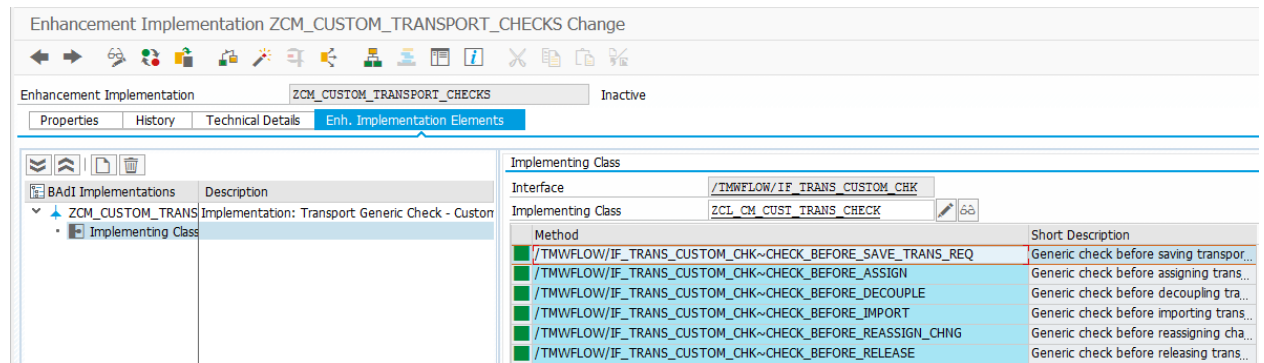 Enhancement Implementation ZCM_CUSTOM_TRANSPORT_CHECKS Change
Enhancement Implementation ZCM_CUSTOM_TRANSPORT_CHECKS Inactive
Properties History Technical Details Enh. Implementation Elements
BAdI Implementations Description
ZCM_CUSTOM_TRANS Implementation: Transport Generic Check - Custom
Implementing Class
Implementing Class
Interface /TMWFLOW/IF_TRANS_CUSTOM_CHK
Implementing Class ZCL_CM_CUST_TRANS_CHECK
Method Short Description
/TMWFLOW/IF_TRANS_CUSTOM_CHK~CHECK_BEFORE_SAVE_TRANS_REQ Generic check before saving transpor...
/TMWFLOW/IF_TRANS_CUSTOM_CHK~CHECK_BEFORE_ASSIGN Generic check before assigning trans...
/TMWFLOW/IF_TRANS_CUSTOM_CHK~CHECK_BEFORE_DECOUPLE Generic check before decoupling tra...
/TMWFLOW/IF_TRANS_CUSTOM_CHK~CHECK_BEFORE_IMPORT Generic check before importing trans...
/TMWFLOW/IF_TRANS_CUSTOM_CHK~CHECK_BEFORE_REASSIGN_CHNG Generic check before reassigning cha...
/TMWFLOW/IF_TRANS_CUSTOM_CHK~CHECK_BEFORE_RELEASE Generic check before releasing trans...